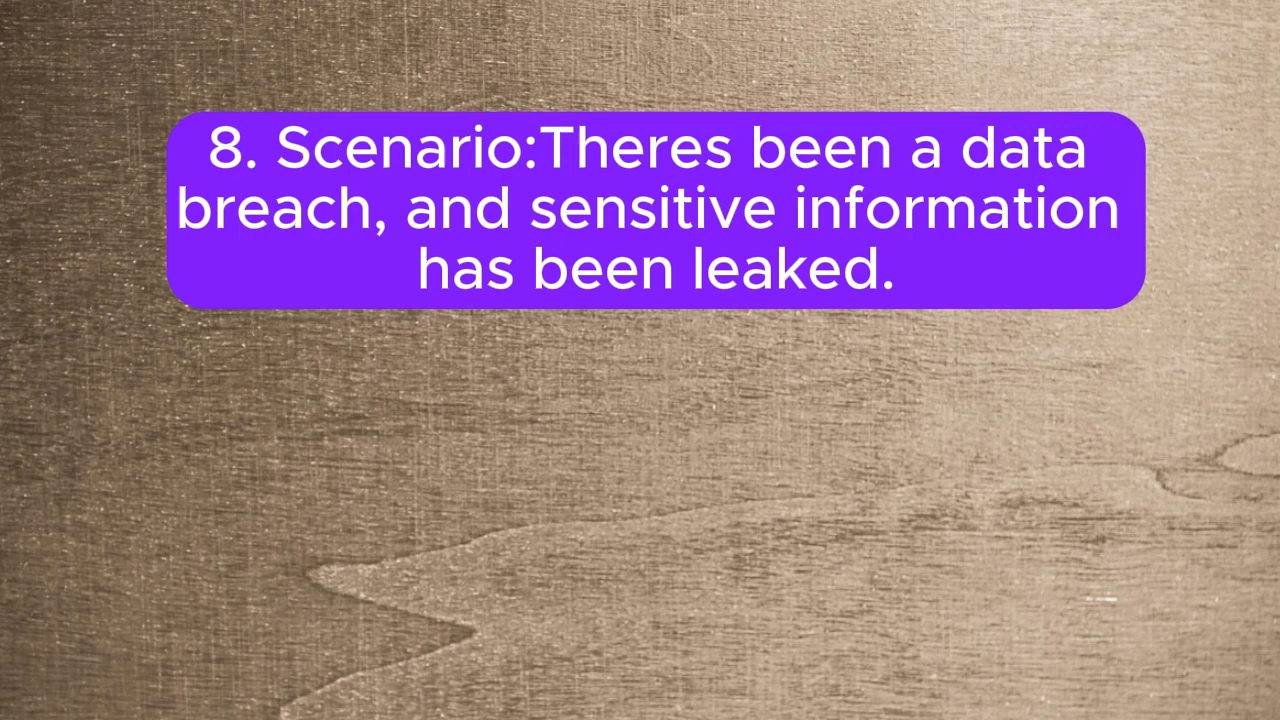 8. Scenario:Theres been a data
breach, and sensitive information
has been leaked.